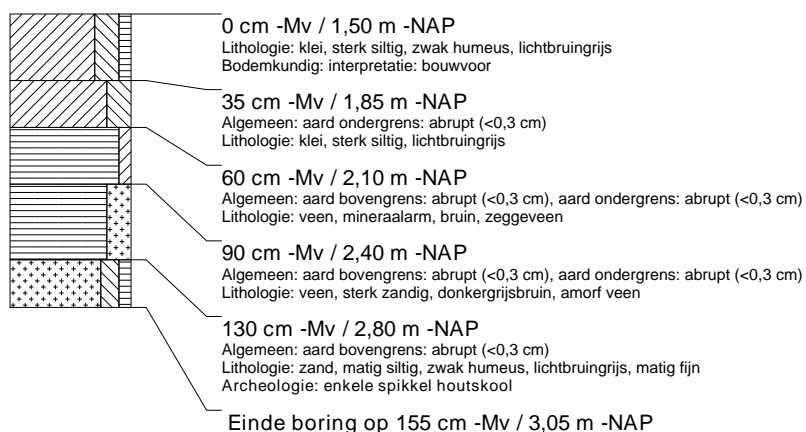 0 cm -Mv / 1,50 m -NAP
Lithologie: klei, sterk siltig, zwak humeus, lichtbruingrijs
Bodemkundig: interpretatie: bouwvoor
35 cm -Mv / 1,85 m -NAP
Algemeen: aard ondergrens: abrupt (<0,3 cm)
Lithologie: klei, sterk siltig, lichtbruingrijs
60 cm -Mv / 2,10 m -NAP
Algemeen: aard bovengrens: abrupt (<0,3 cm), aard ondergrens: abrupt (<0,3 cm)
Lithologie: veen, mineraalarm, bruin, zeggeveen
90 cm -Mv / 2,40 m -NAP
Algemeen: aard bovengrens: abrupt (<0,3 cm), aard ondergrens: abrupt (<0,3 cm)
Lithologie: veen, sterk zandig, donkergrijsbruin, amorf veen
130 cm -Mv / 2,80 m -NAP
Algemeen: aard bovengrens: abrupt (<0,3 cm)
Lithologie: zand, matig siltig, zwak humeus, lichtbruingrijs, matig fijn
Archeologie: enkele spikkel houtskool
Einde boring op 155 cm -Mv / 3,05 m -NAP